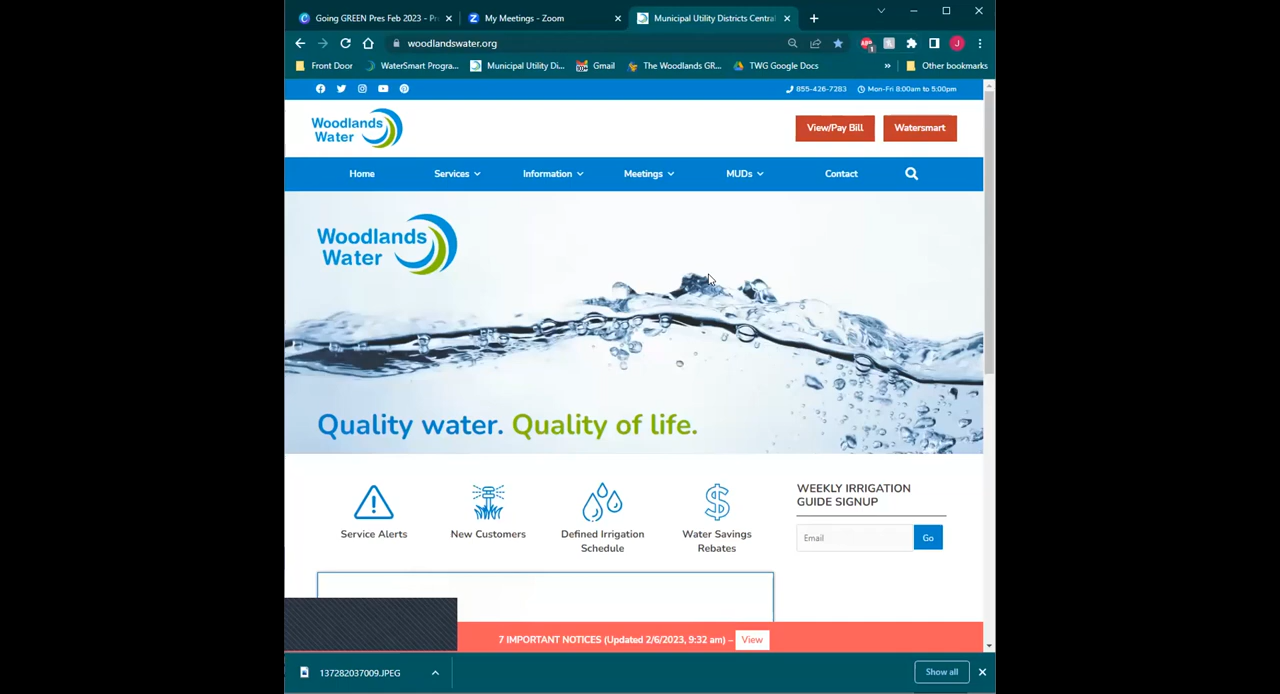 Going GREEN Pres Feb 2023 - Pr
My Meetings - Zoom
Municipal Utility Districts Central
woodlandswater.org
Front Door
WaterSmart Progra...
Municipal Utility Di...
Gmail
The Woodlands GR...
TWG Google Docs
»
Other bookmarks
855-426-7283
Mon-Fri 8:00am to 5:00pm
Woodlands
Water
View/Pay Bill
Watersmart
Home
Services
Information
Meetings
MUDs
Contact
Woodlands
Water
Quality water. Quality of life.
Service Alerts
New Customers
Defined Irrigation
Schedule
Water Savings
Rebates
WEEKLY IRRIGATION
GUIDE SIGNUP
Email
Go
7 IMPORTANT NOTICES (Updated 2/6/2023, 9:32 am) –
View
137282037009.JPEG
Show all